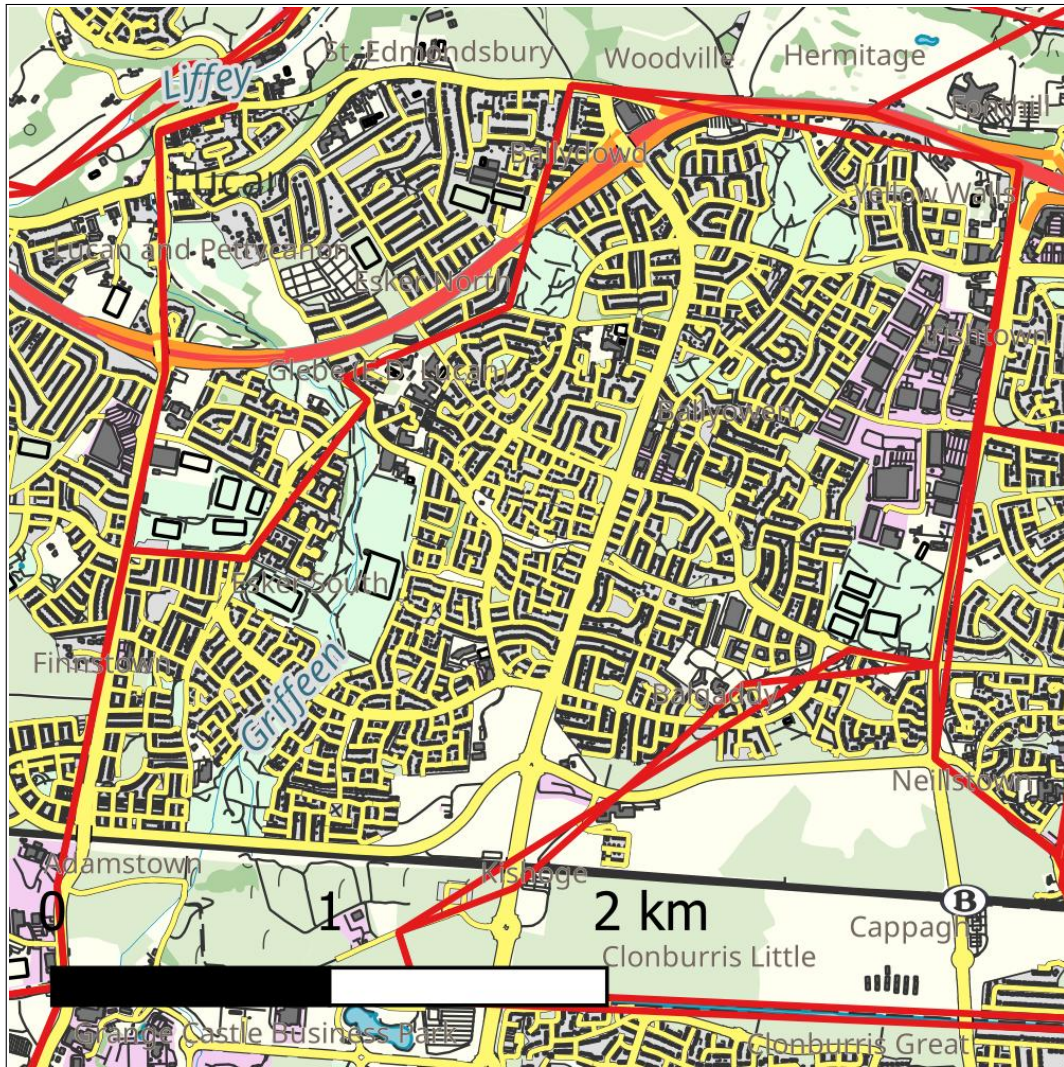 St. Edmondsbury
Woodville
Hermitage
Liffey
Fonthill
Ballydowd
Lucan
Yellow Walls
Lucan and Pettycanon
Esker North
Irishtown
Glebe (E.D. Lucan)
Ballyowen
Esker South
Finnstown
Griffeen
Balgaddy
Neillstown
Adamstown
Kishoge
B
0
1
2 km
Cappagh
Clonburris Little
Grange Castle Business Park
Clonburris Great